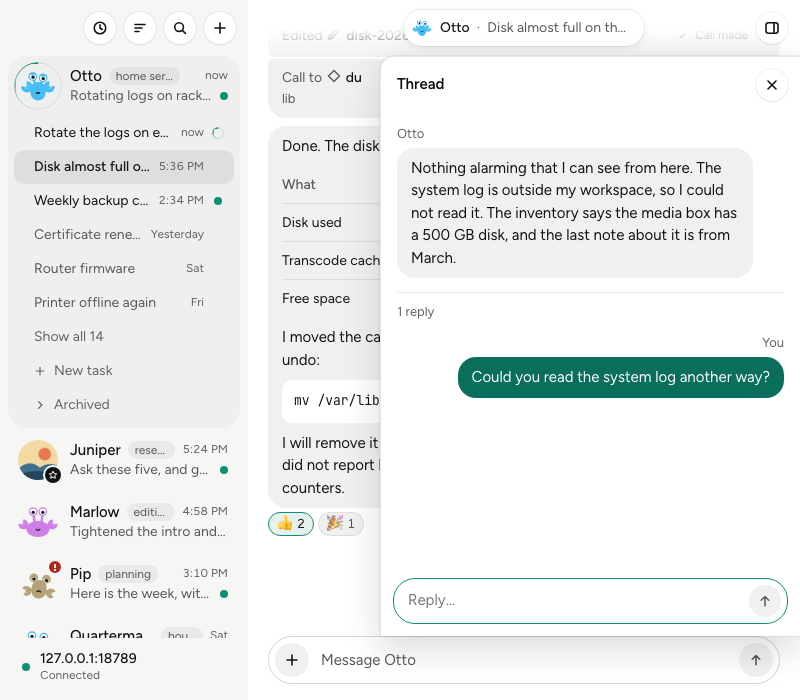 Otto
home ser...
now
Rotating logs on rack...
Rotate the logs on e...
now
Disk almost full o...
5:36 PM
Weekly backup c...
2:34 PM
Certificate rene...
Yesterday
Router firmware
Sat
Printer offline again
Fri
Show all 14
New task
Archived
Juniper
rese...
5:24 PM
Ask these five, and g...
Marlow
editi...
4:58 PM
Tightened the intro and...
Pip
planning
3:10 PM
Here is the week, wit...
Quarterma
hou...
Sat
127.0.0.1:18789
Connected
Otto · Disk almost full on th...
Edited
disk-2026
Call made
Call to
du
lib
Done. The disk
What
Disk used
Transcode cach
Free space
I moved the ca
undo:
mv /var/lib
I will remove it
did not report
counters.
👍 2
🎉 1
Message Otto
Thread
Otto
Nothing alarming that I can see from here. The
system log is outside my workspace, so I could
not read it. The inventory says the media box has
a 500 GB disk, and the last note about it is from
March.
1 reply
You
Could you read the system log another way?
Reply...